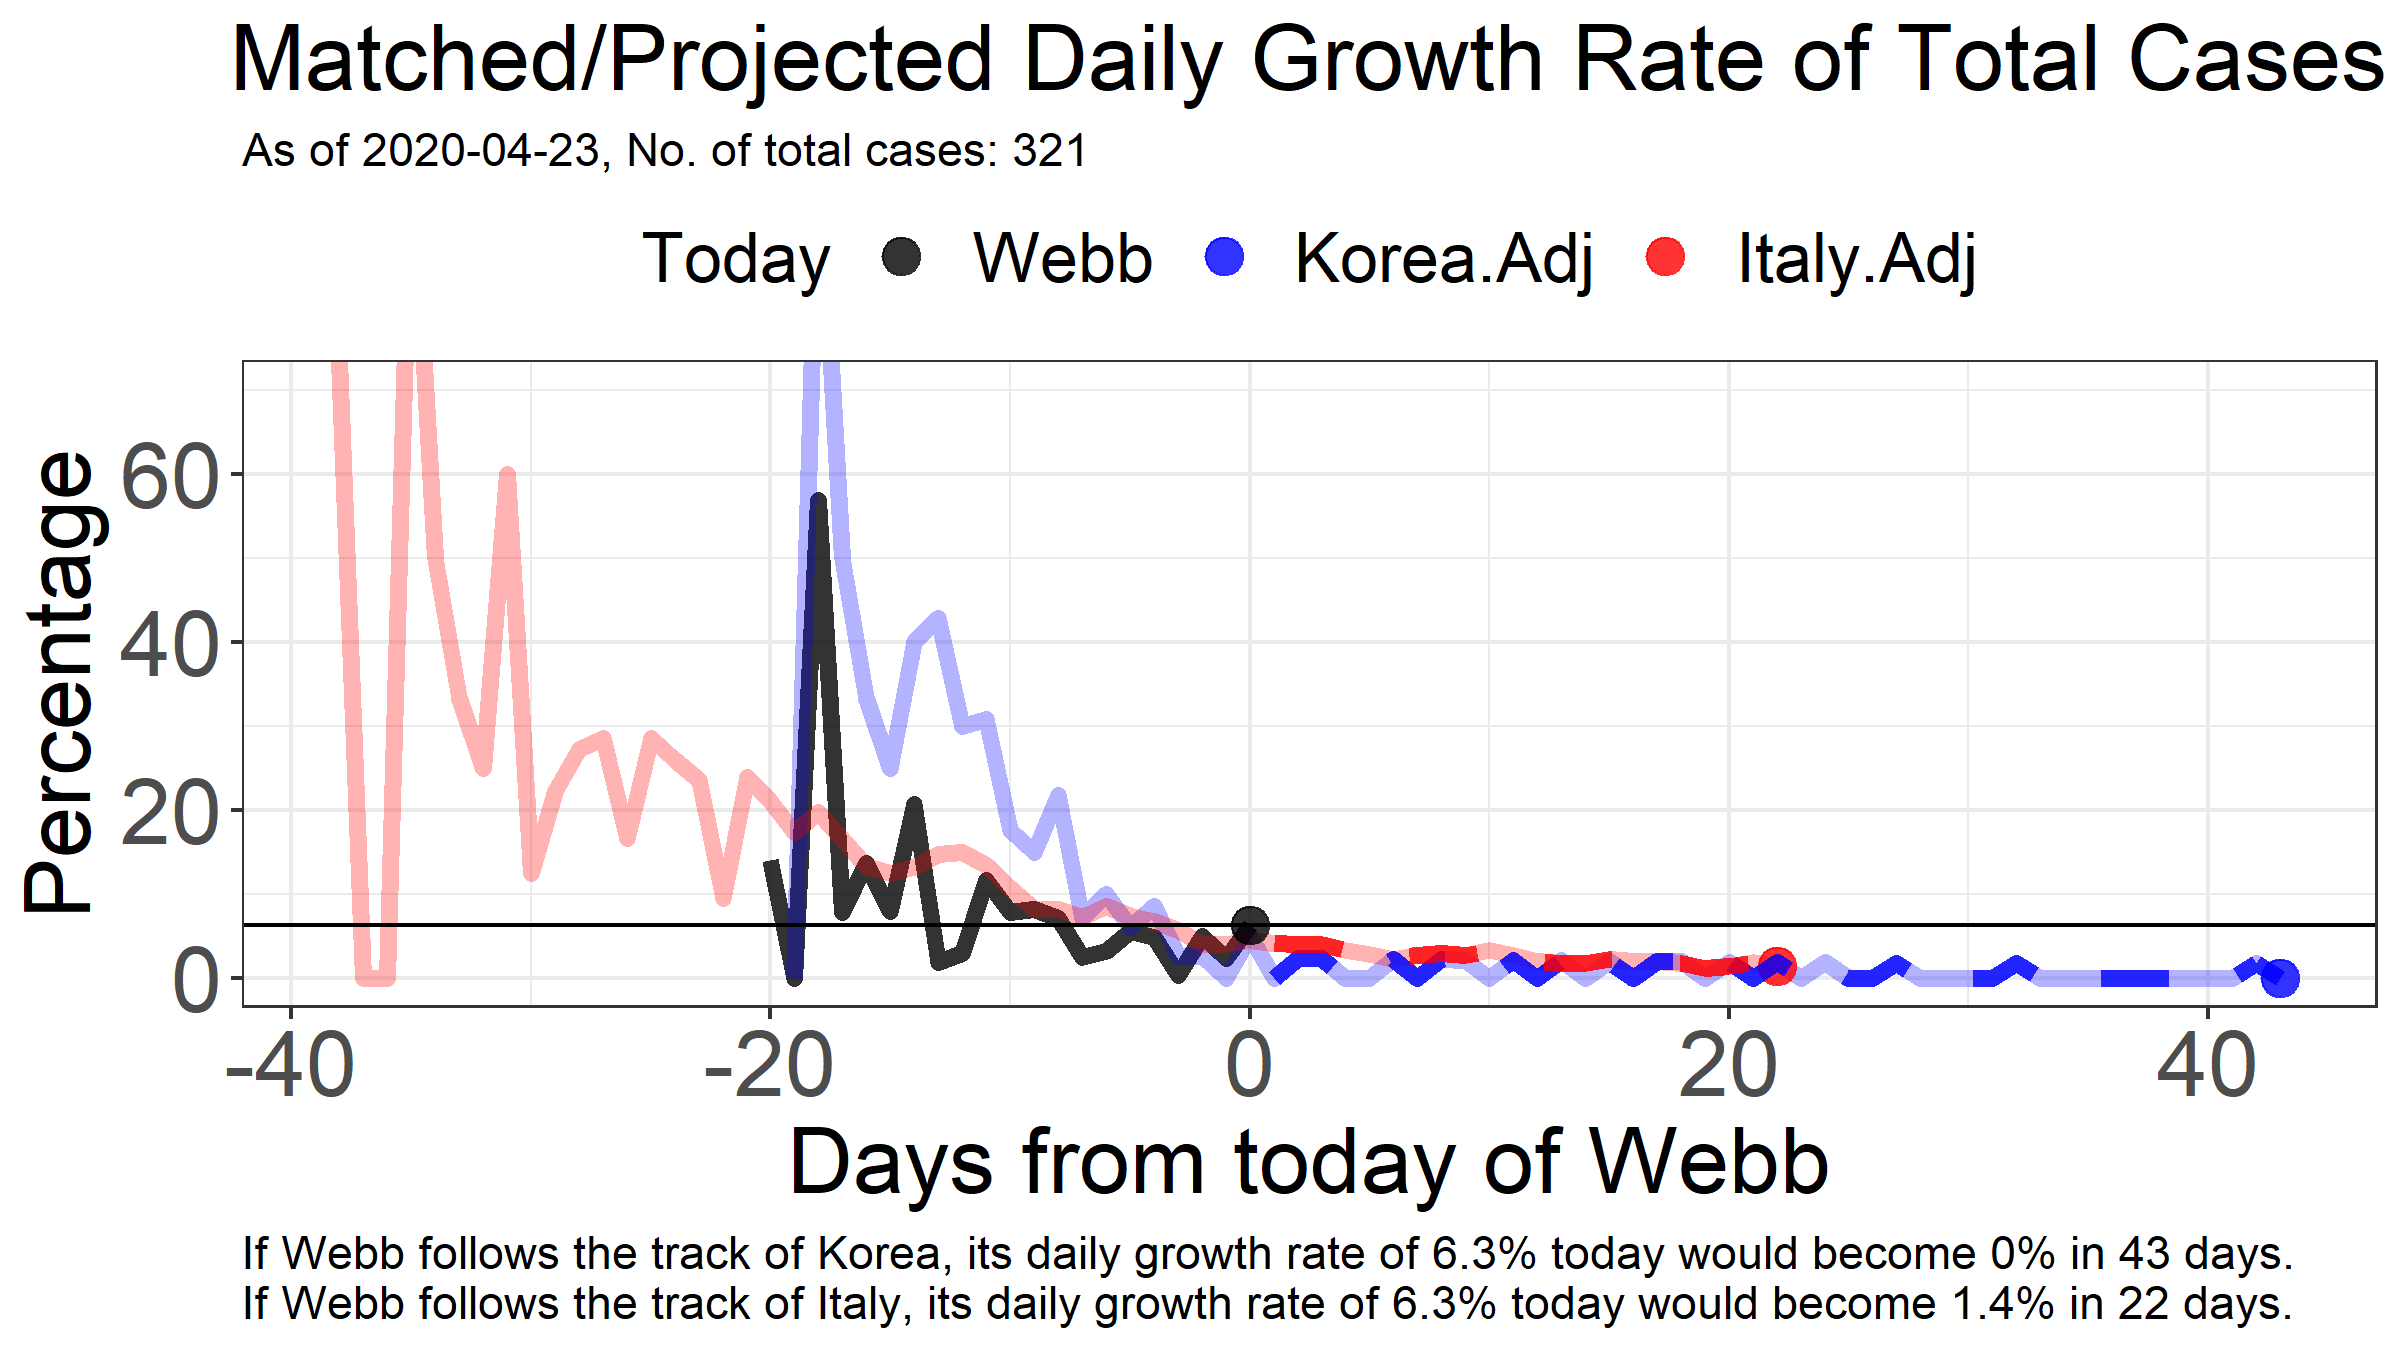 Matched/Projected Daily Growth Rate of Total Cases
As of 2020-04-23, No. of total cases: 321
Today Webb Korea.Adj Italy.Adj
Percentage
60
40
20
0
-40 -20 0 20 40
Days from today of Webb
If Webb follows the track of Korea, its daily growth rate of 6.3% today would become 0% in 43 days.
If Webb follows the track of Italy, its daily growth rate of 6.3% today would become 1.4% in 22 days.